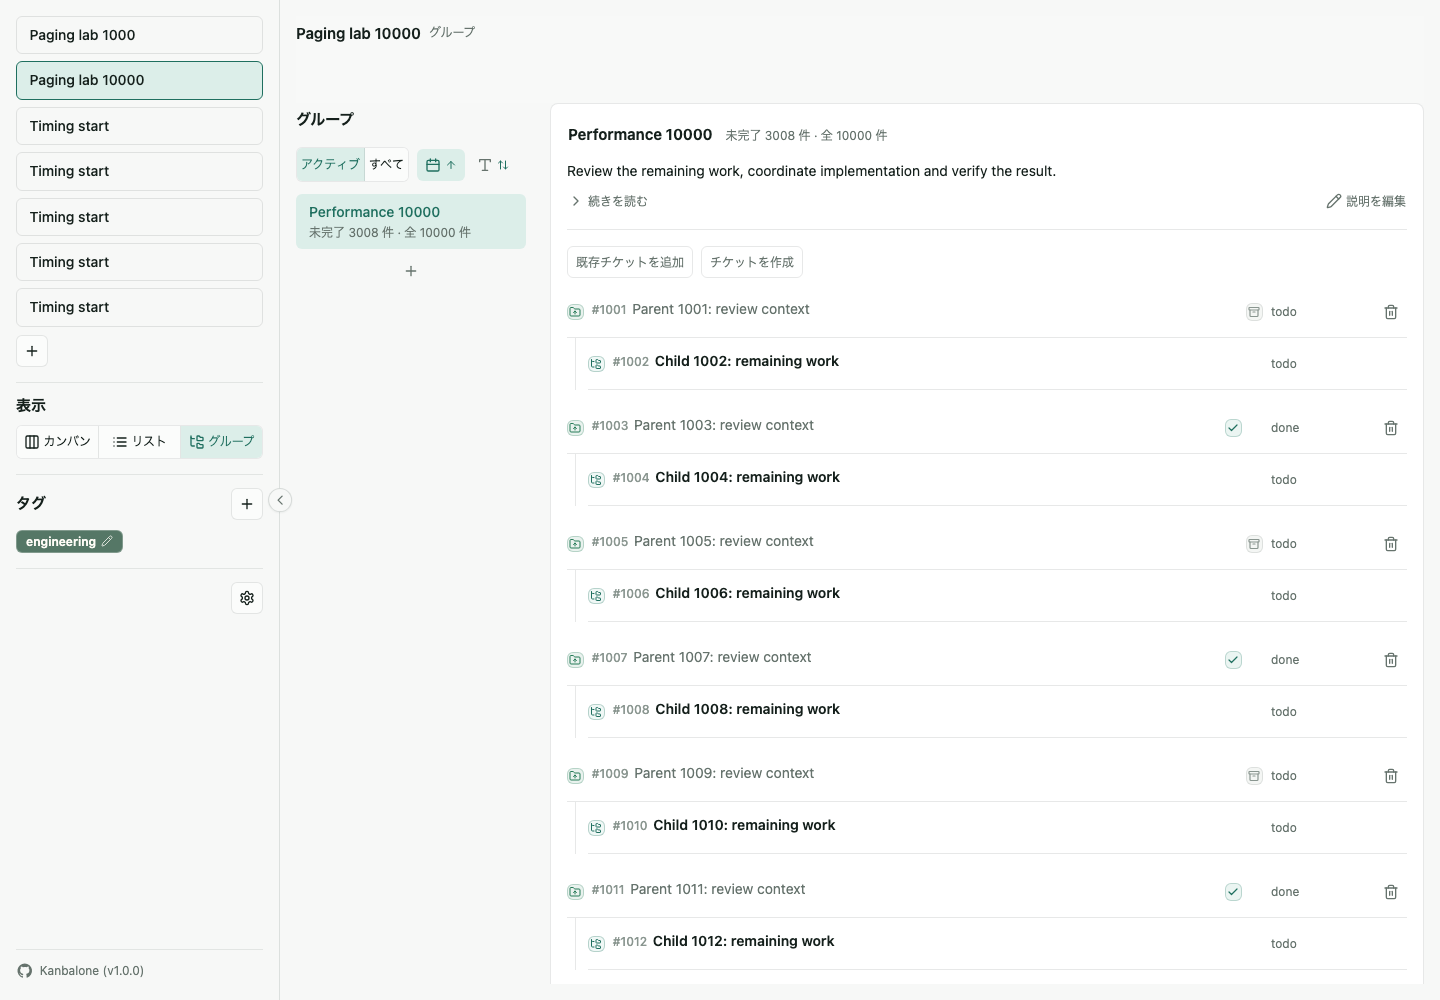 Paging lab 1000
Paging lab 10000
Timing start
Timing start
Timing start
Timing start
Timing start
表示
カンバン リスト グループ
タグ
engineering
Kanbalone (v1.0.0)
Paging lab 10000 グループ
グループ
アクティブ すべて
Performance 10000
未完了 3008 件 · 全 10000 件
Performance 10000 未完了 3008 件 · 全 10000 件
Review the remaining work, coordinate implementation and verify the result.
続きを読む 説明を編集
既存チケットを追加 チケットを作成
#1001 Parent 1001: review context todo
#1002 Child 1002: remaining work todo
#1003 Parent 1003: review context done
#1004 Child 1004: remaining work todo
#1005 Parent 1005: review context todo
#1006 Child 1006: remaining work todo
#1007 Parent 1007: review context done
#1008 Child 1008: remaining work todo
#1009 Parent 1009: review context todo
#1010 Child 1010: remaining work todo
#1011 Parent 1011: review context done
#1012 Child 1012: remaining work todo